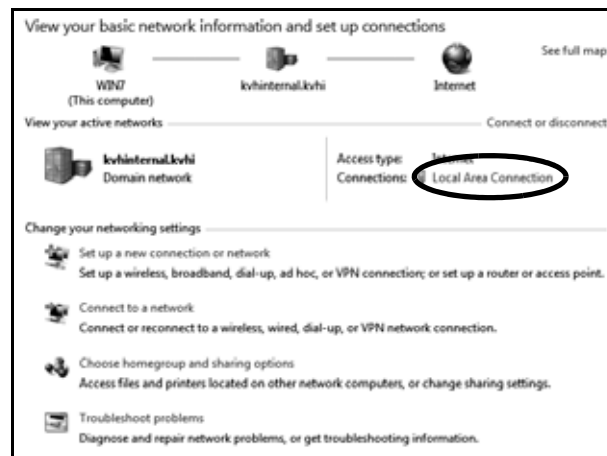 View your basic network information and set up connections
See full map
WIN7 kvhinternal.kvhi Internet
(This computer)
View your active networks Connect or disconnect
kvhinternal.kvhi Access type: Internet
Domain network Connections: Local Area Connection
Change your networking settings
Set up a new connection or network
Set up a wireless, broadband, dial-up, ad hoc, or VPN connection; or set up a router or access point.
Connect to a network
Connect or reconnect to a wireless, wired, dial-up, or VPN network connection.
Choose homegroup and sharing options
Access files and printers located on other network computers, or change sharing settings.
Troubleshoot problems
Diagnose and repair network problems, or get troubleshooting information.